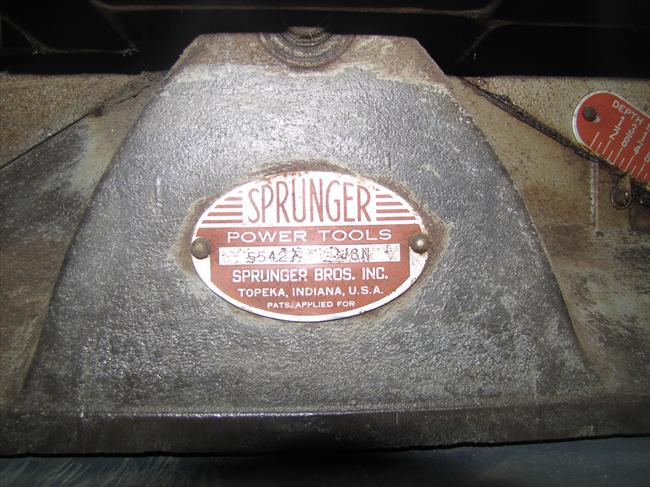 SPRUNGER
POWER TOOLS
SPRUNGER BROS. INC.
TOPEKA, INDIANA, U.S.A.
PATS. APPLIED FOR
DEPTH